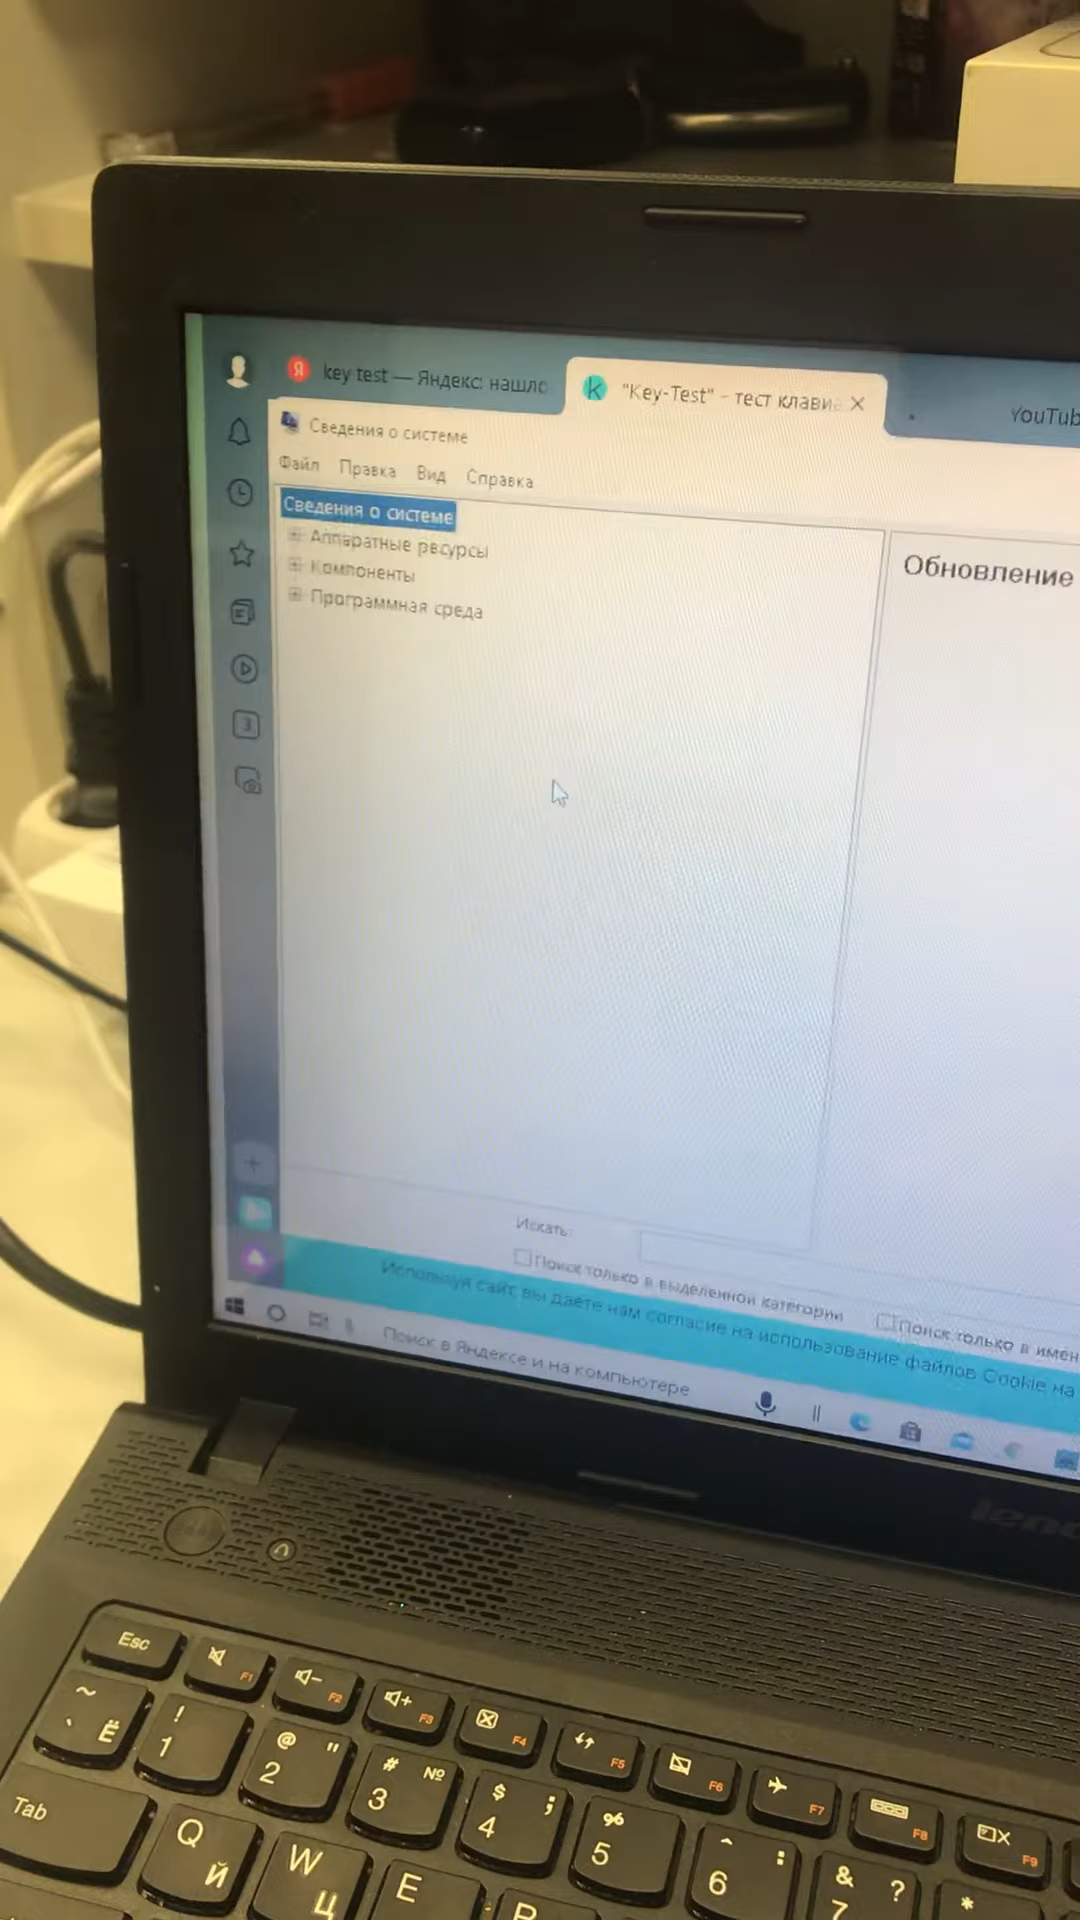 key test — Яндекс: нашло
"Key-Test" - тест клавиа
YouTub
Сведения о системе
Файл Правка Вид Справка
Сведения о системе
Аппаратные ресурсы
Компоненты
Программная среда
Обновление
3
Искать:
Поиск только в выделенной категории
Поиск только в имен
Используя сайт, вы даете нам согласие на использование файлов Cookie на
Поиск в Яндексе и на компьютере
leno
Esc F1 F2 F3 F4 F5 F6 F7 F8 F9
~ ` Ё ! 1 @ " 2 # № 3 $ ; 4 % 5 ^ : 6 & ? 7 *
Tab Q Й W Ц E R